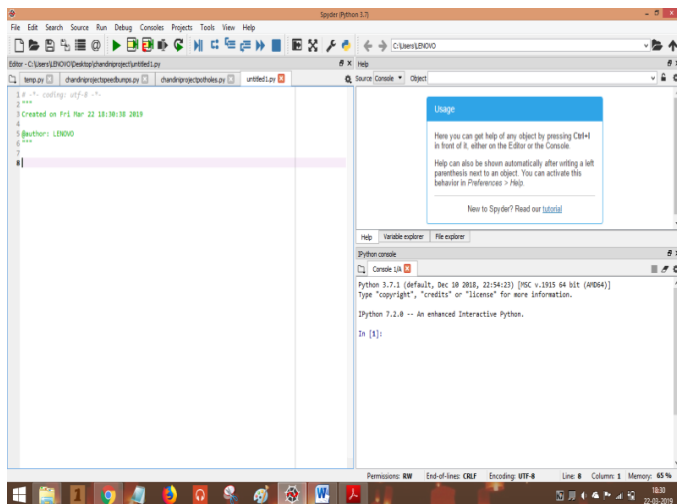 Spyder (Python 3.7)
File Edit Search Source Run Debug Consoles Projects Tools View Help
C:\Users\LENOVO
Editor - C:\Users\LENOVO\Desktop\chandiniproject\untitled1.py
temp.py chandiniprojectspeedbumps.py chandiniprojectpotholes.py untitled1.py
1 # -*- coding: utf-8 -*-
2 """
3 Created on Fri Mar 22 18:30:30 2019
4
5 @author: LENOVO
6 """
7
8
Help
Source Console Object
Usage
Here you can get help of any object by pressing Ctrl+I
in front of it, either on the Editor or the Console.
Help can also be shown automatically after writing a left
parenthesis next to an object. You can activate this
behavior in Preferences > Help.
New to Spyder? Read our tutorial
Help Variable explorer File explorer
IPython console
Console 1/A
Python 3.7.1 (default, Dec 10 2018, 22:54:23) [MSC v.1915 64 bit (AMD64)]
Type "copyright", "credits" or "license" for more information.
IPython 7.2.0 -- An enhanced Interactive Python.
In [1]:
Permissions: RW End-of-lines: CRLF Encoding: UTF-8 Line: 8 Column: 1 Memory: 65 %
18:30
22-03-2019